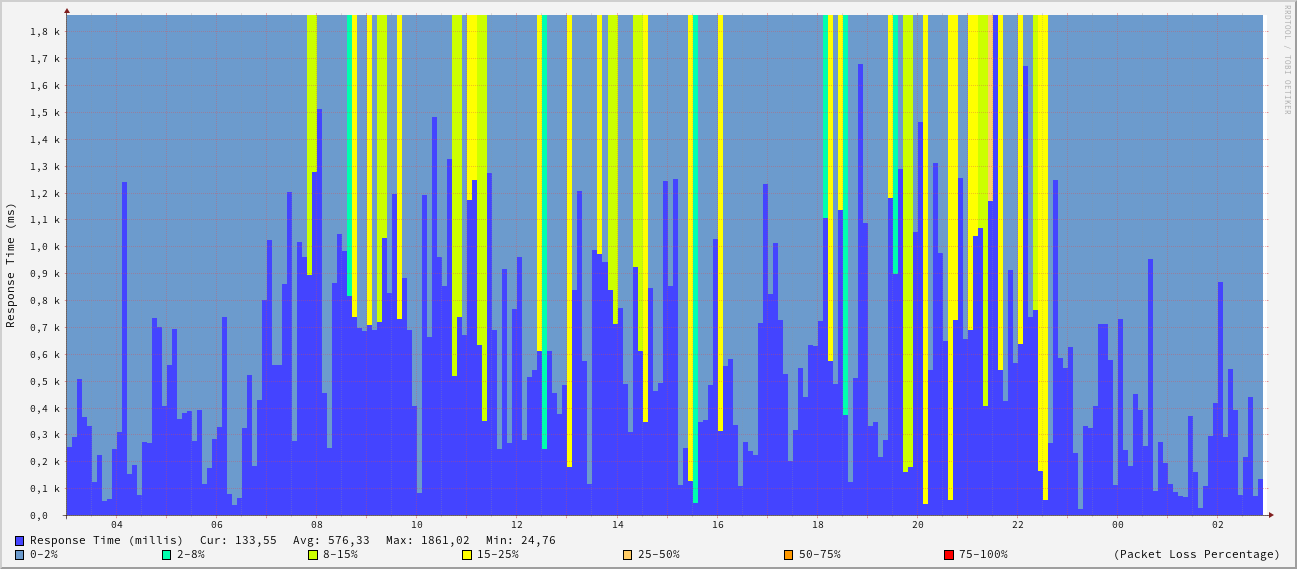 RRDTOOL / TOBI OETIKER
Response Time (ms)
1,8 k
1,7 k
1,6 k
1,5 k
1,4 k
1,3 k
1,2 k
1,1 k
1,0 k
0,9 k
0,8 k
0,7 k
0,6 k
0,5 k
0,4 k
0,3 k
0,2 k
0,1 k
0,0
04 06 08 10 12 14 16 18 20 22 00 02
Response Time (millis) Cur: 133,55 Avg: 576,33 Max: 1861,02 Min: 24,76
0-2% 2-8% 8-15% 15-25% 25-50% 50-75% 75-100% (Packet Loss Percentage)